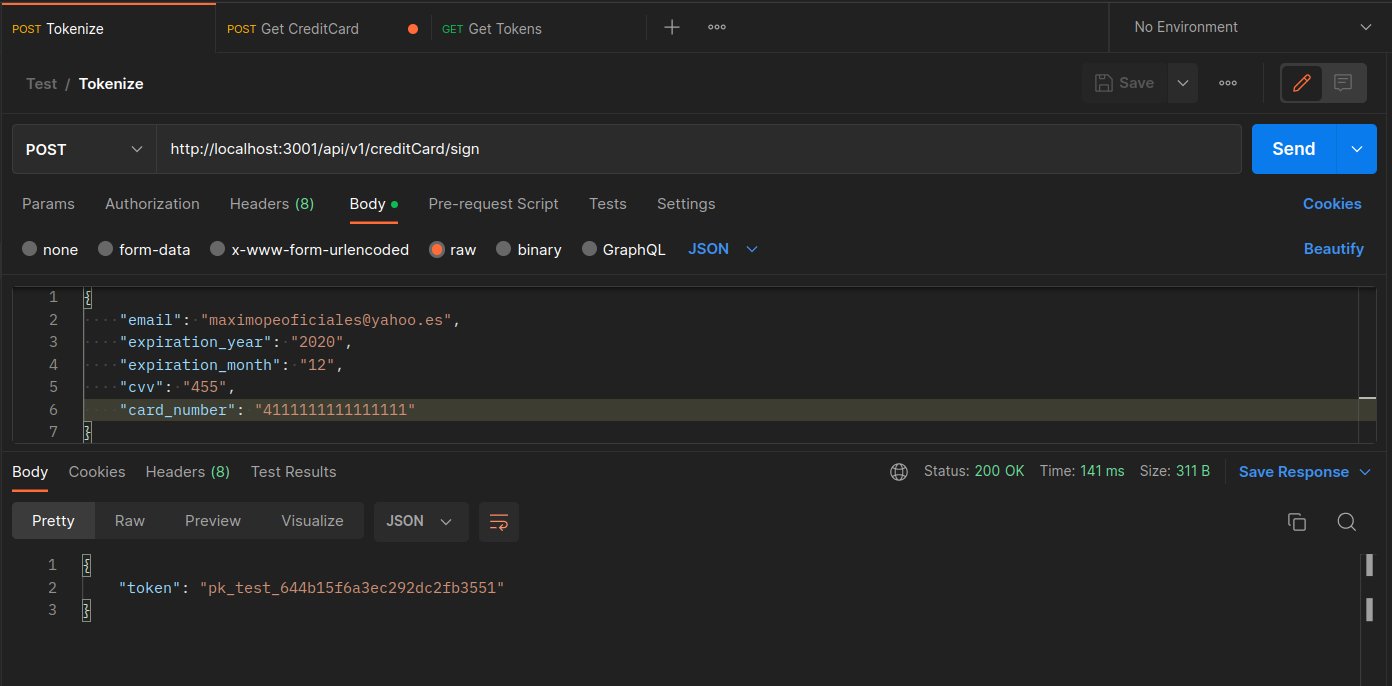 POST Tokenize POST Get CreditCard GET Get Tokens No Environment
Test / Tokenize Save
POST http://localhost:3001/api/v1/creditCard/sign Send
Params Authorization Headers (8) Body Pre-request Script Tests Settings Cookies
none form-data x-www-form-urlencoded raw binary GraphQL JSON Beautify
1 {
2 "email": "maximopeoficiales@yahoo.es",
3 "expiration_year": "2020",
4 "expiration_month": "12",
5 "cvv": "455",
6 "card_number": "4111111111111111"
7 }
Body Cookies Headers (8) Test Results Status: 200 OK Time: 141 ms Size: 311 B Save Response
Pretty Raw Preview Visualize JSON
1 {
2 "token": "pk_test_644b15f6a3ec292dc2fb3551"
3 }